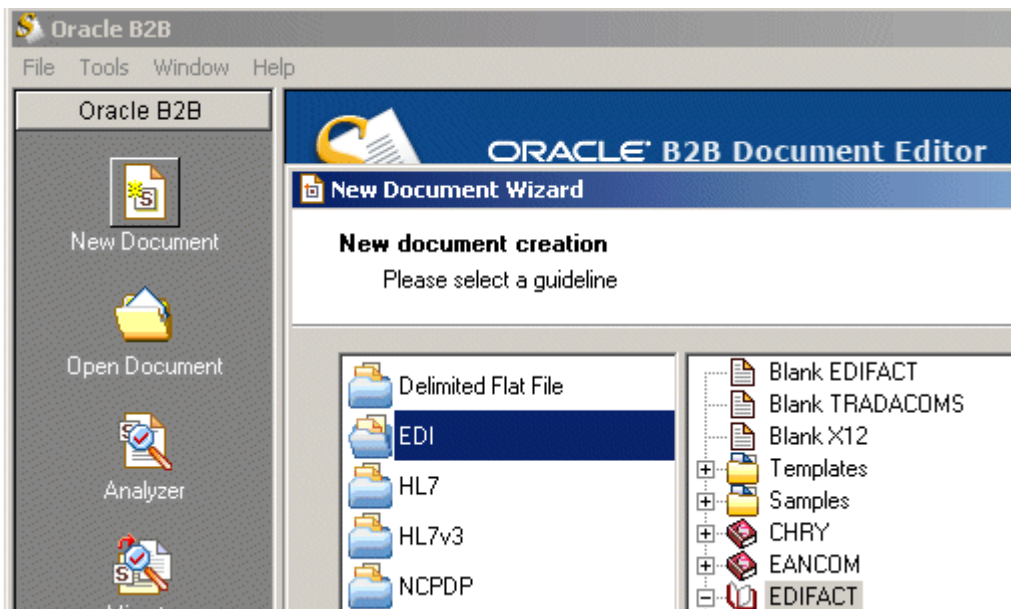 Oracle B2B
File Tools Window Help
Oracle B2B
New Document
Open Document
Analyzer
ORACLE B2B Document Editor
New Document Wizard
New document creation
Please select a guideline
Delimited Flat File
EDI
HL7
HL7v3
NCPDP
Blank EDIFACT
Blank TRADACOMS
Blank X12
Templates
Samples
CHRY
EANCOM
EDIFACT